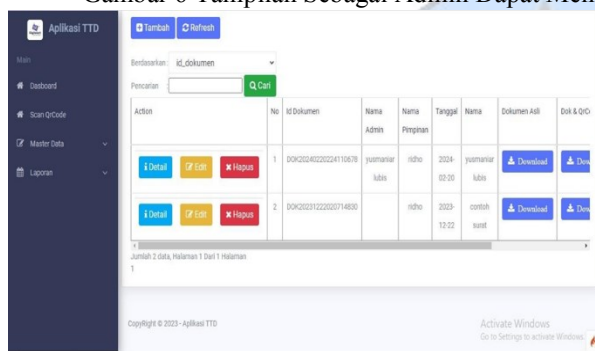 Gambar 6 Tampilan Sebagai Admin Dapat Men
Aplikasi TTD
Tambah
Refresh
Main
Berdasarkan: id_dokumen
Dasboord
Pencarian :
Cari
Scan QrCode
Master Data
Laporan
Action No Id Dokumen Nama Admin Nama Pimpinan Tanggal Nama Dokumen Asli Dok & QrCo
Detail Edit Hapus 1 DOK20240220224110678 yusmaniar lubis ridho 2024-02-20 yusmaniar lubis Download Dow
Detail Edit Hapus 2 DOK20231222020714830 ridho 2023-12-22 contoh surat Download Dow
Jumlah 2 data, Halaman 1 Dari 1 Halaman
1
CopyRight © 2023 - Aplikasi TTD
Activate Windows
Go to Settings to activate Windows.